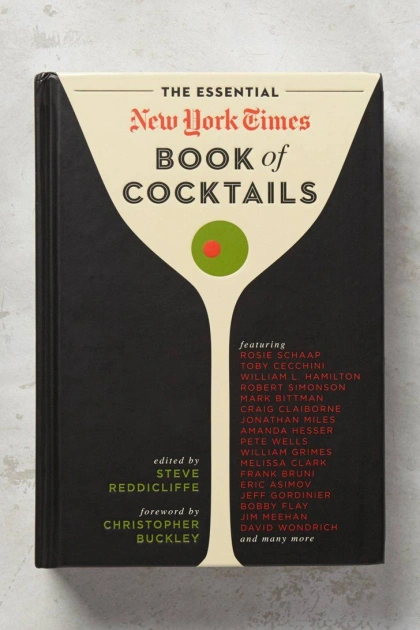 THE ESSENTIAL
New York Times
BOOK of
COCKTAILS
featuring
ROSIE SCHAAP
TOBY CECCHINI
WILLIAM L. HAMILTON
ROBERT SIMONSON
MARK BITTMAN
CRAIG CLAIBORNE
JONATHAN MILES
AMANDA HESSER
PETE WELLS
WILLIAM GRIMES
MELISSA CLARK
FRANK BRUNI
ERIC ASIMOV
JEFF GORDINIER
BOBBY FLAY
JIM MEEHAN
DAVID WONDRICH
and many more
edited by
STEVE
REDDICLIFFE
foreword by
CHRISTOPHER
BUCKLEY